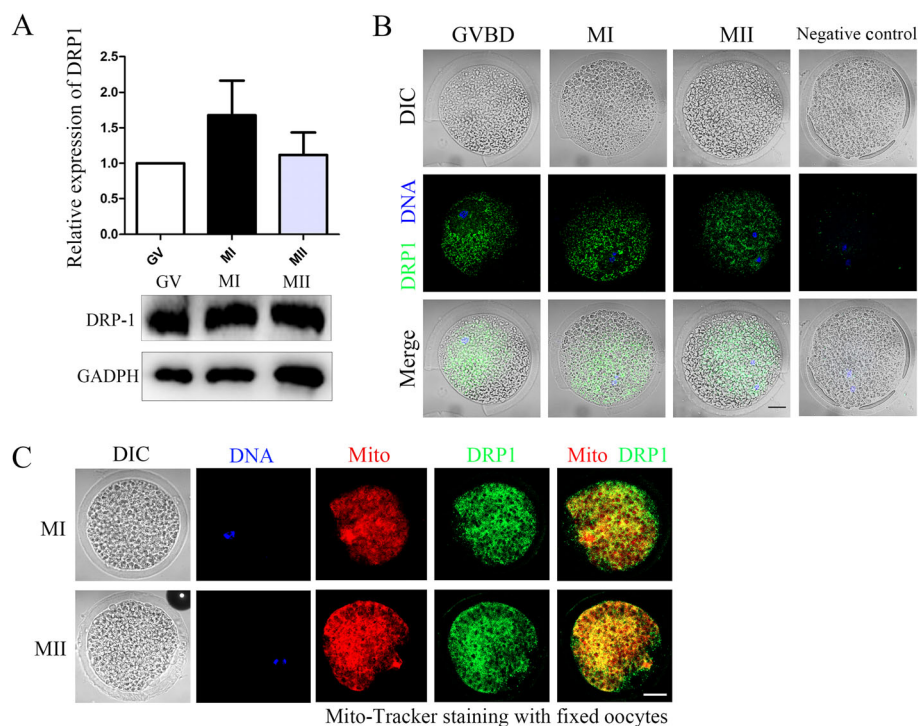 A
Relative expression of DRP1
2.5
2.0
1.5
1.0
0.5
0.0
GV
MI
MII
GV MI MII
DRP-1
GADPH
B
GVBD MI MII Negative control
DIC
DRP1 DNA
Merge
C
DIC DNA Mito DRP1 Mito DRP1
MI
MII
Mito-Tracker staining with fixed oocytes